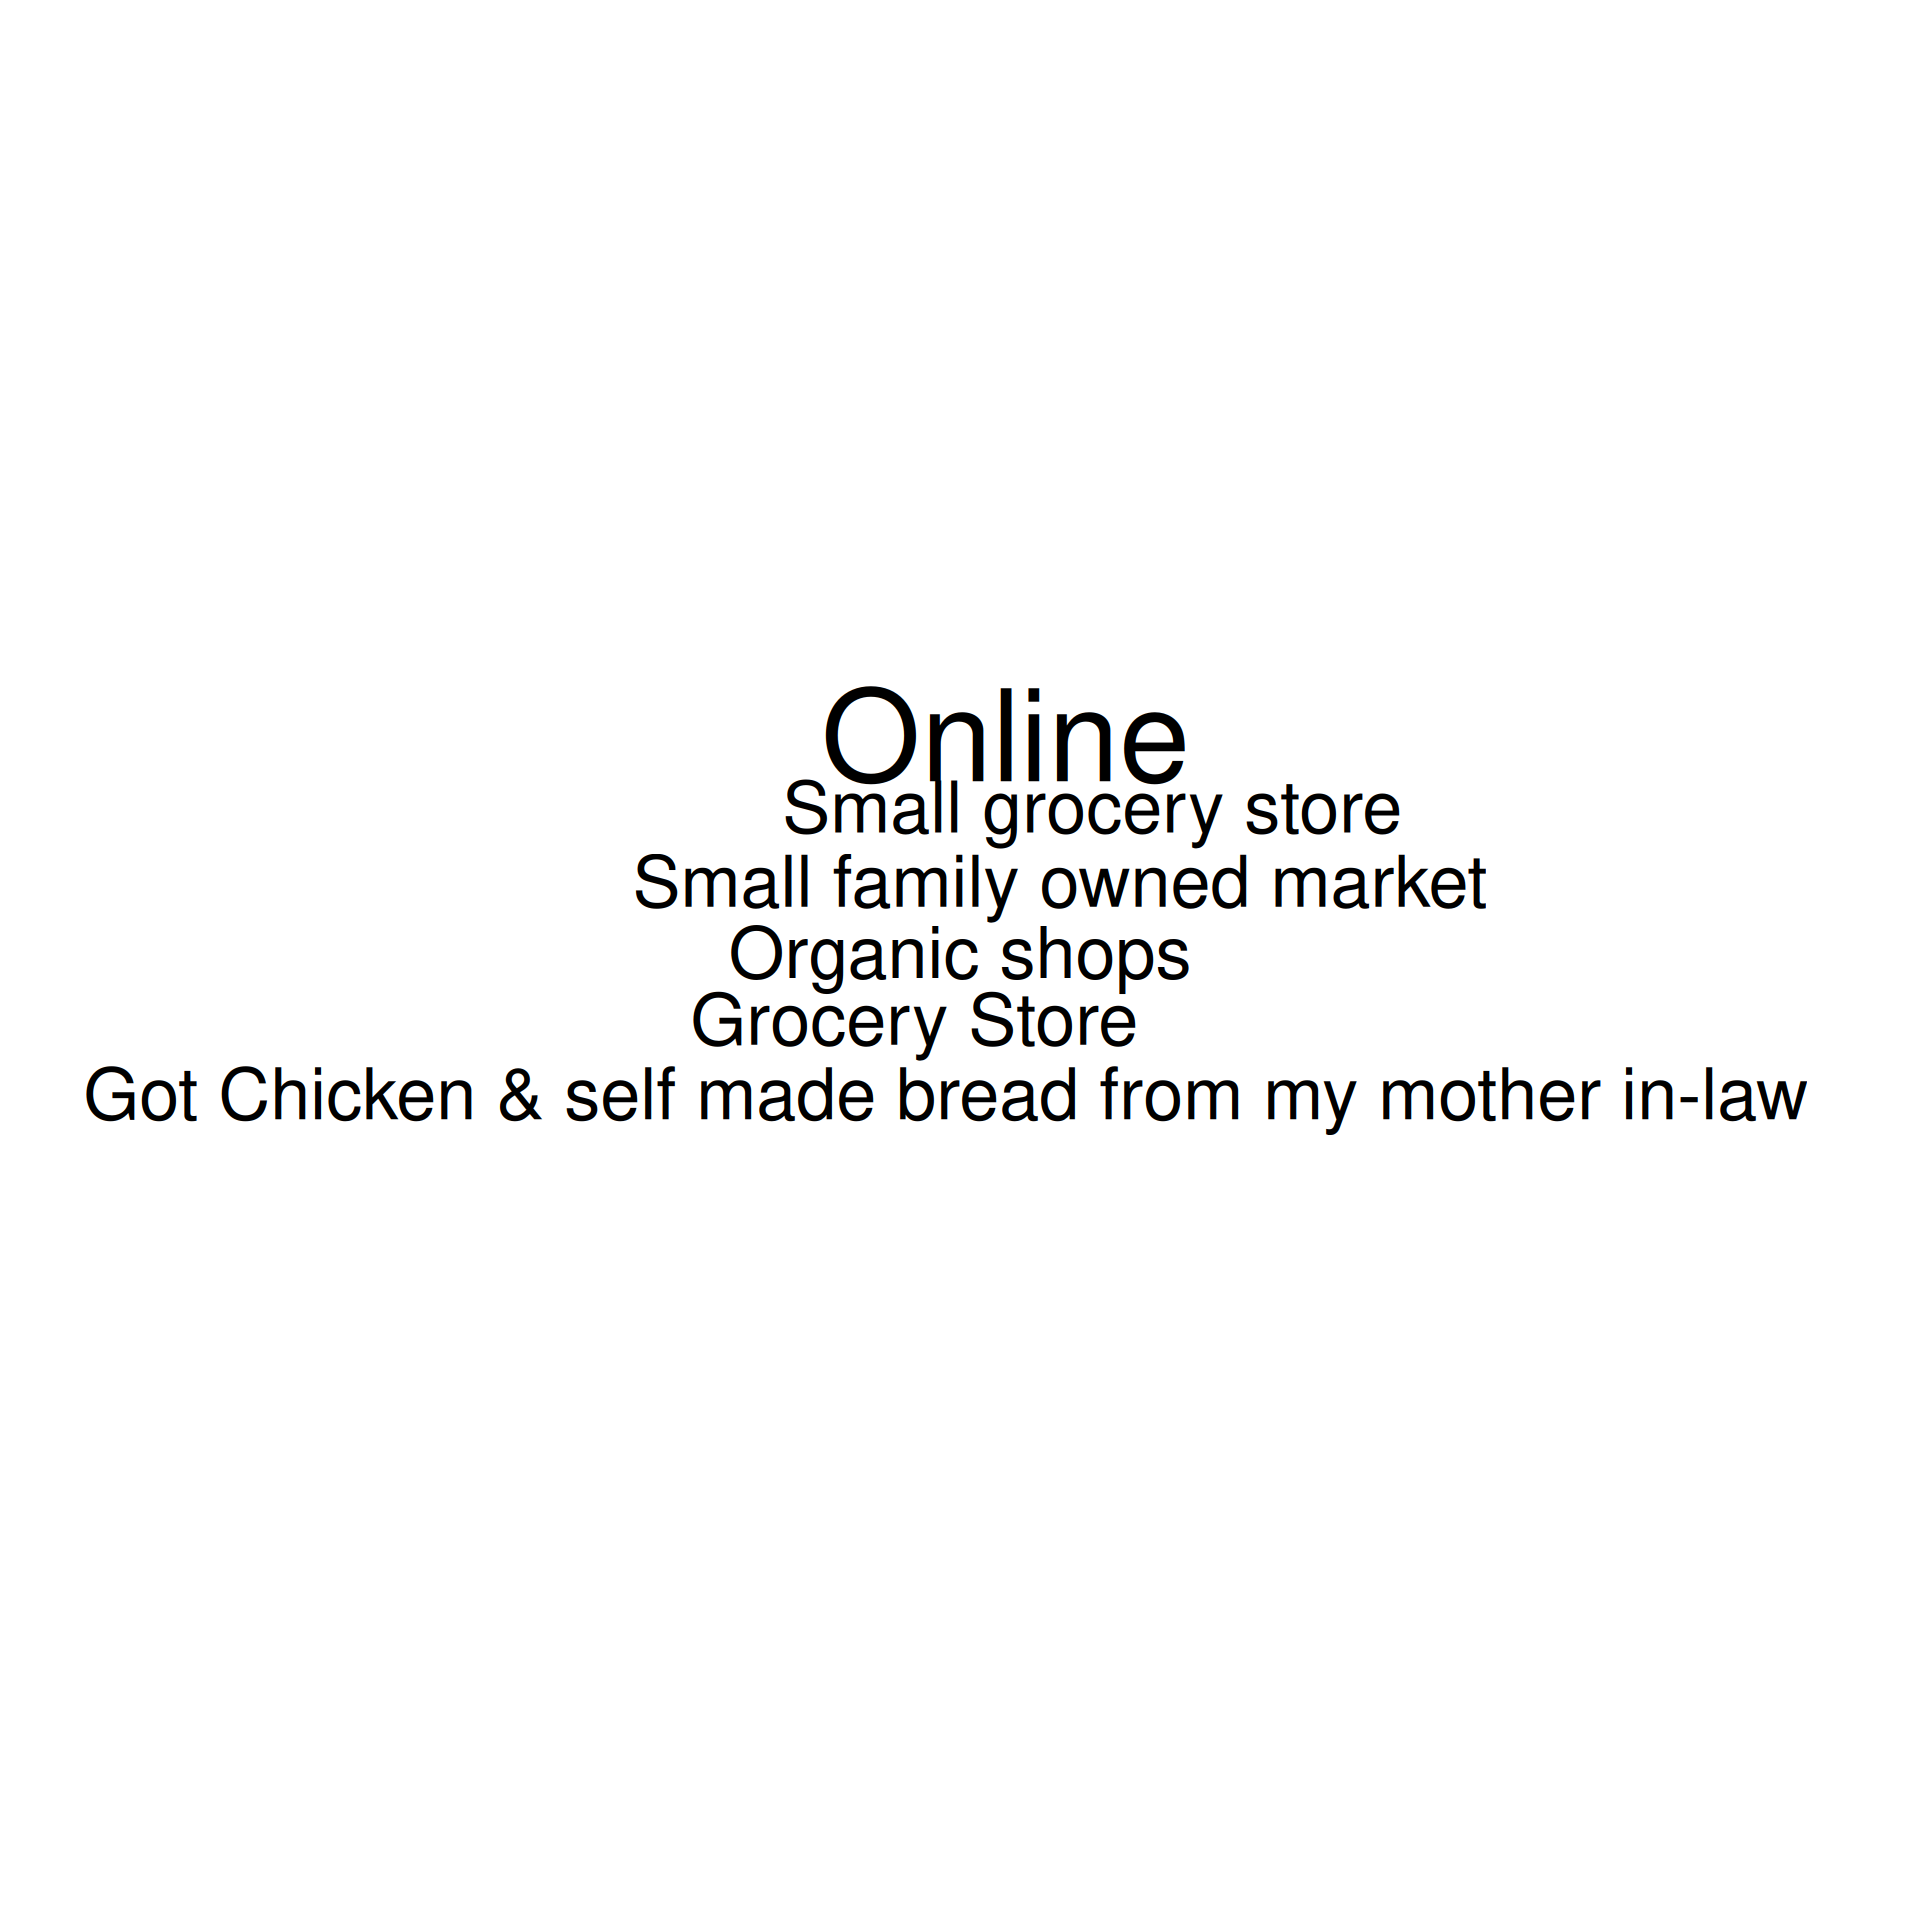 Online
Small grocery store
Small family owned market
Organic shops
Grocery Store
Got Chicken & self made bread from my mother in-law